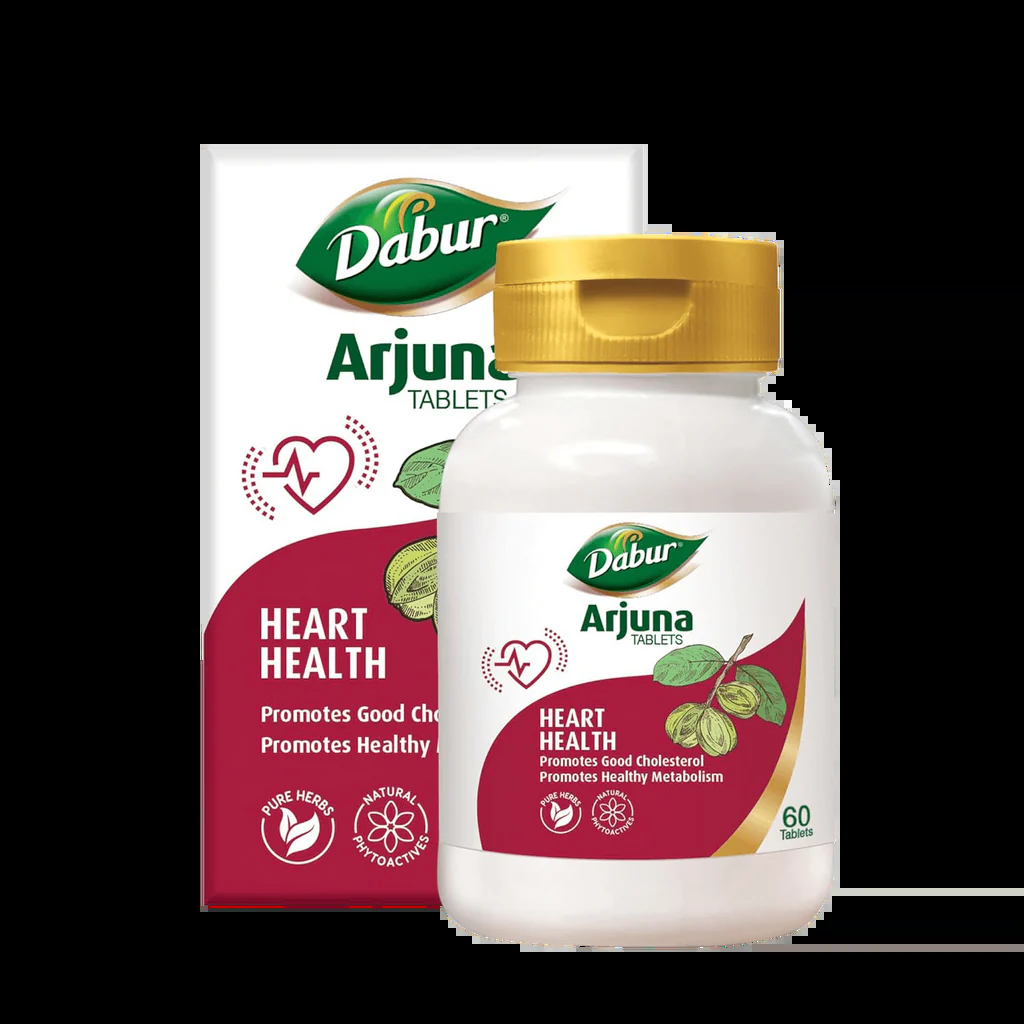 Dabur®
Arjuna
TABLETS
HEART
HEALTH
Promotes Good
Promotes Healthy
PURE HERBS
NATURAL
PHYTOACTIVES
Dabur®
Arjuna
TABLETS
HEART
HEALTH
Promotes Good Cholesterol
Promotes Healthy Metabolism
PURE HERBS
NATURAL
PHYTOACTIVES
60
Tablets